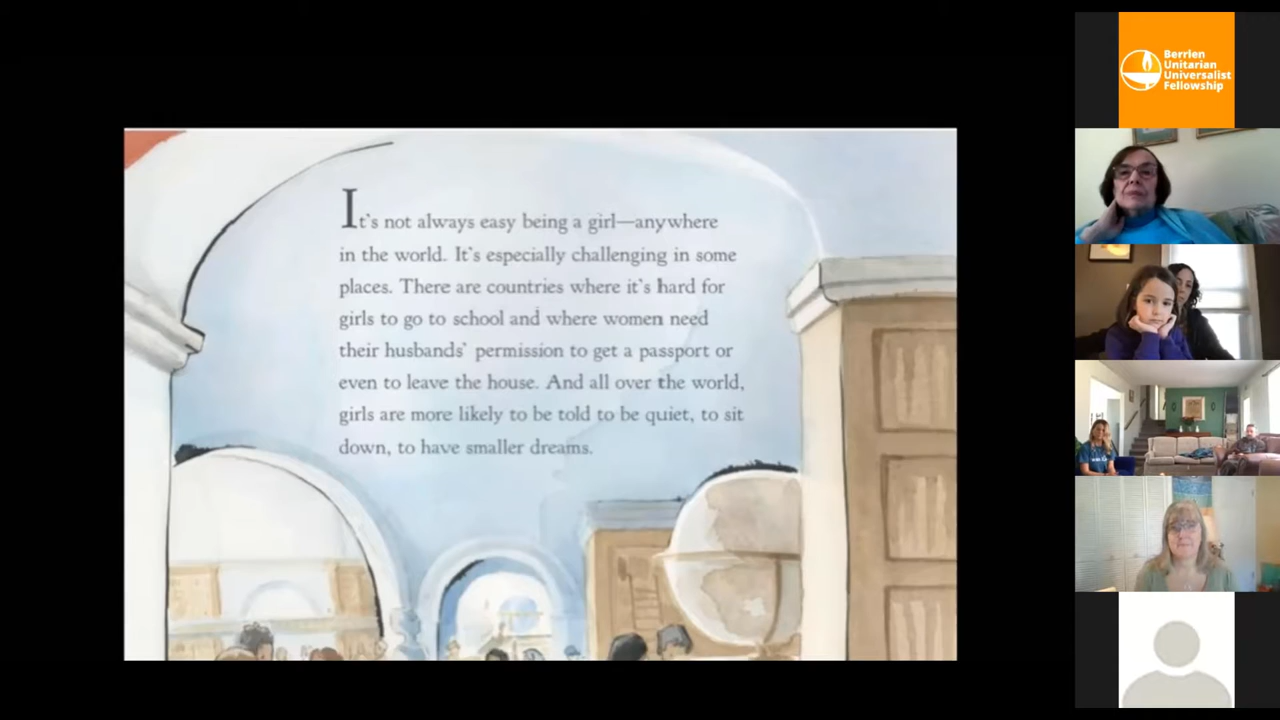 It's not always easy being a girl—anywhere
in the world. It's especially challenging in some
places. There are countries where it's hard for
girls to go to school and where women need
their husbands' permission to get a passport or
even to leave the house. And all over the world,
girls are more likely to be told to be quiet, to sit
down, to have smaller dreams.
Berrien
Unitarian
Universalist
Fellowship